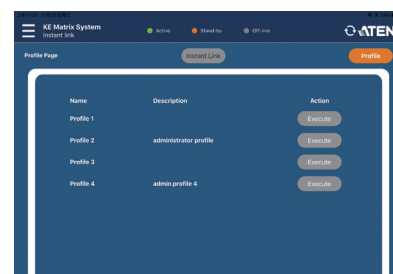 KE Matrix System
Instant link
Active
Stand-by
Off-line
ATEN
Profile Page
Instant Link
Profile
Name Description Action
Profile 1 Execute
Profile 2 administrator profile Execute
Profile 3 Execute
Profile 4 admin profile 4 Execute